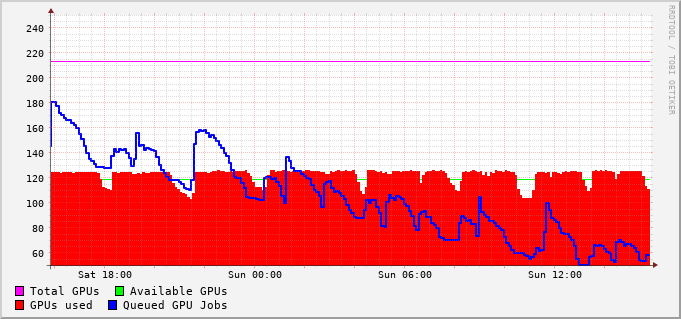 RRDTOOL / TOBI OETIKER
240
220
200
180
160
140
120
100
80
60
Sat 18:00 Sun 00:00 Sun 06:00 Sun 12:00
Total GPUs Available GPUs
GPUs used Queued GPU Jobs